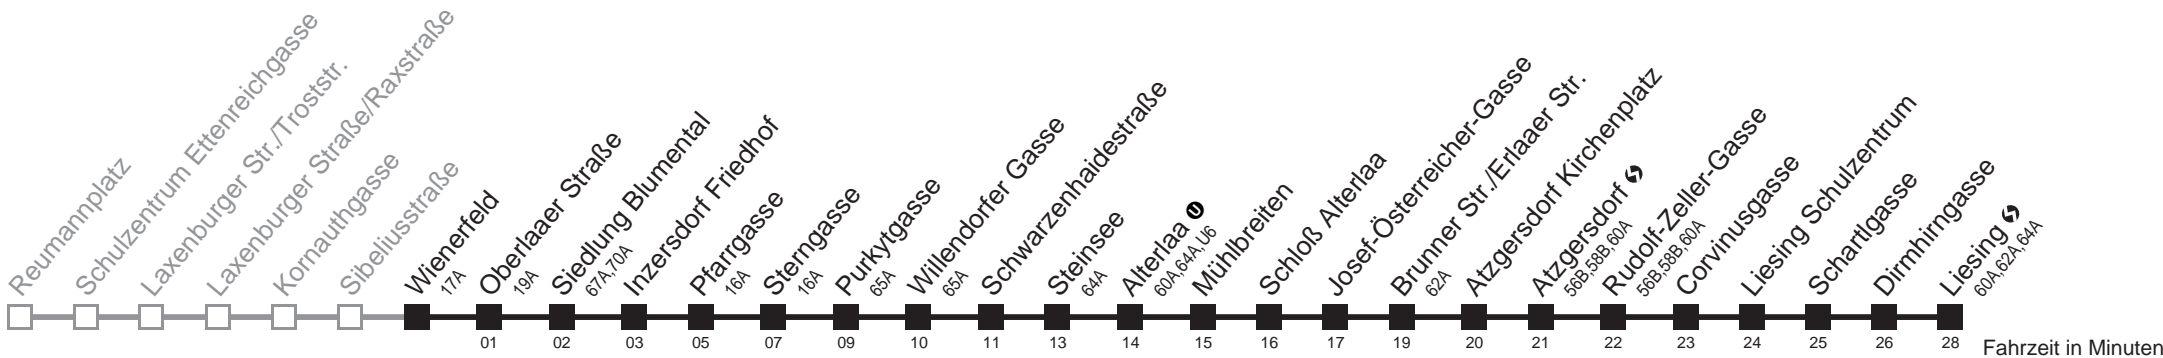 Reumannplatz
Schulzentrum Ettenreichgasse
Laxenburger Str./Troststr.
Laxenburger Straße/Raxstraße
Kornauthgasse
Sibeliusstraße
Wienerfeld
17A
Oberlaaer Straße
19A
Siedlung Blumental
67A,70A
Inzersdorf Friedhof
Pfarrgasse
16A
Sterngasse
16A
Purkytgasse
65A
Willendorfer Gasse
65A
Schwarzenhaidestraße
Steinsee
64A
Alterlaa U
60A,64A,U6
Mühlbreiten
Schloß Alterlaa
Josef-Österreicher-Gasse
Brunner Str./Erlaaer Str.
62A
Atzgersdorf Kirchenplatz
Atzgersdorf
56B,58B,60A
Rudolf-Zeller-Gasse
56B,58B,60A
Corvinusgasse
Liesing Schulzentrum
Schartlgasse
Dirmhirngasse
Liesing
60A,62A,64A
01 02 03 05 07 09 10 11 13 14 15 16 17 19 20 21 22 23 24 25 26 28 Fahrzeit in Minuten